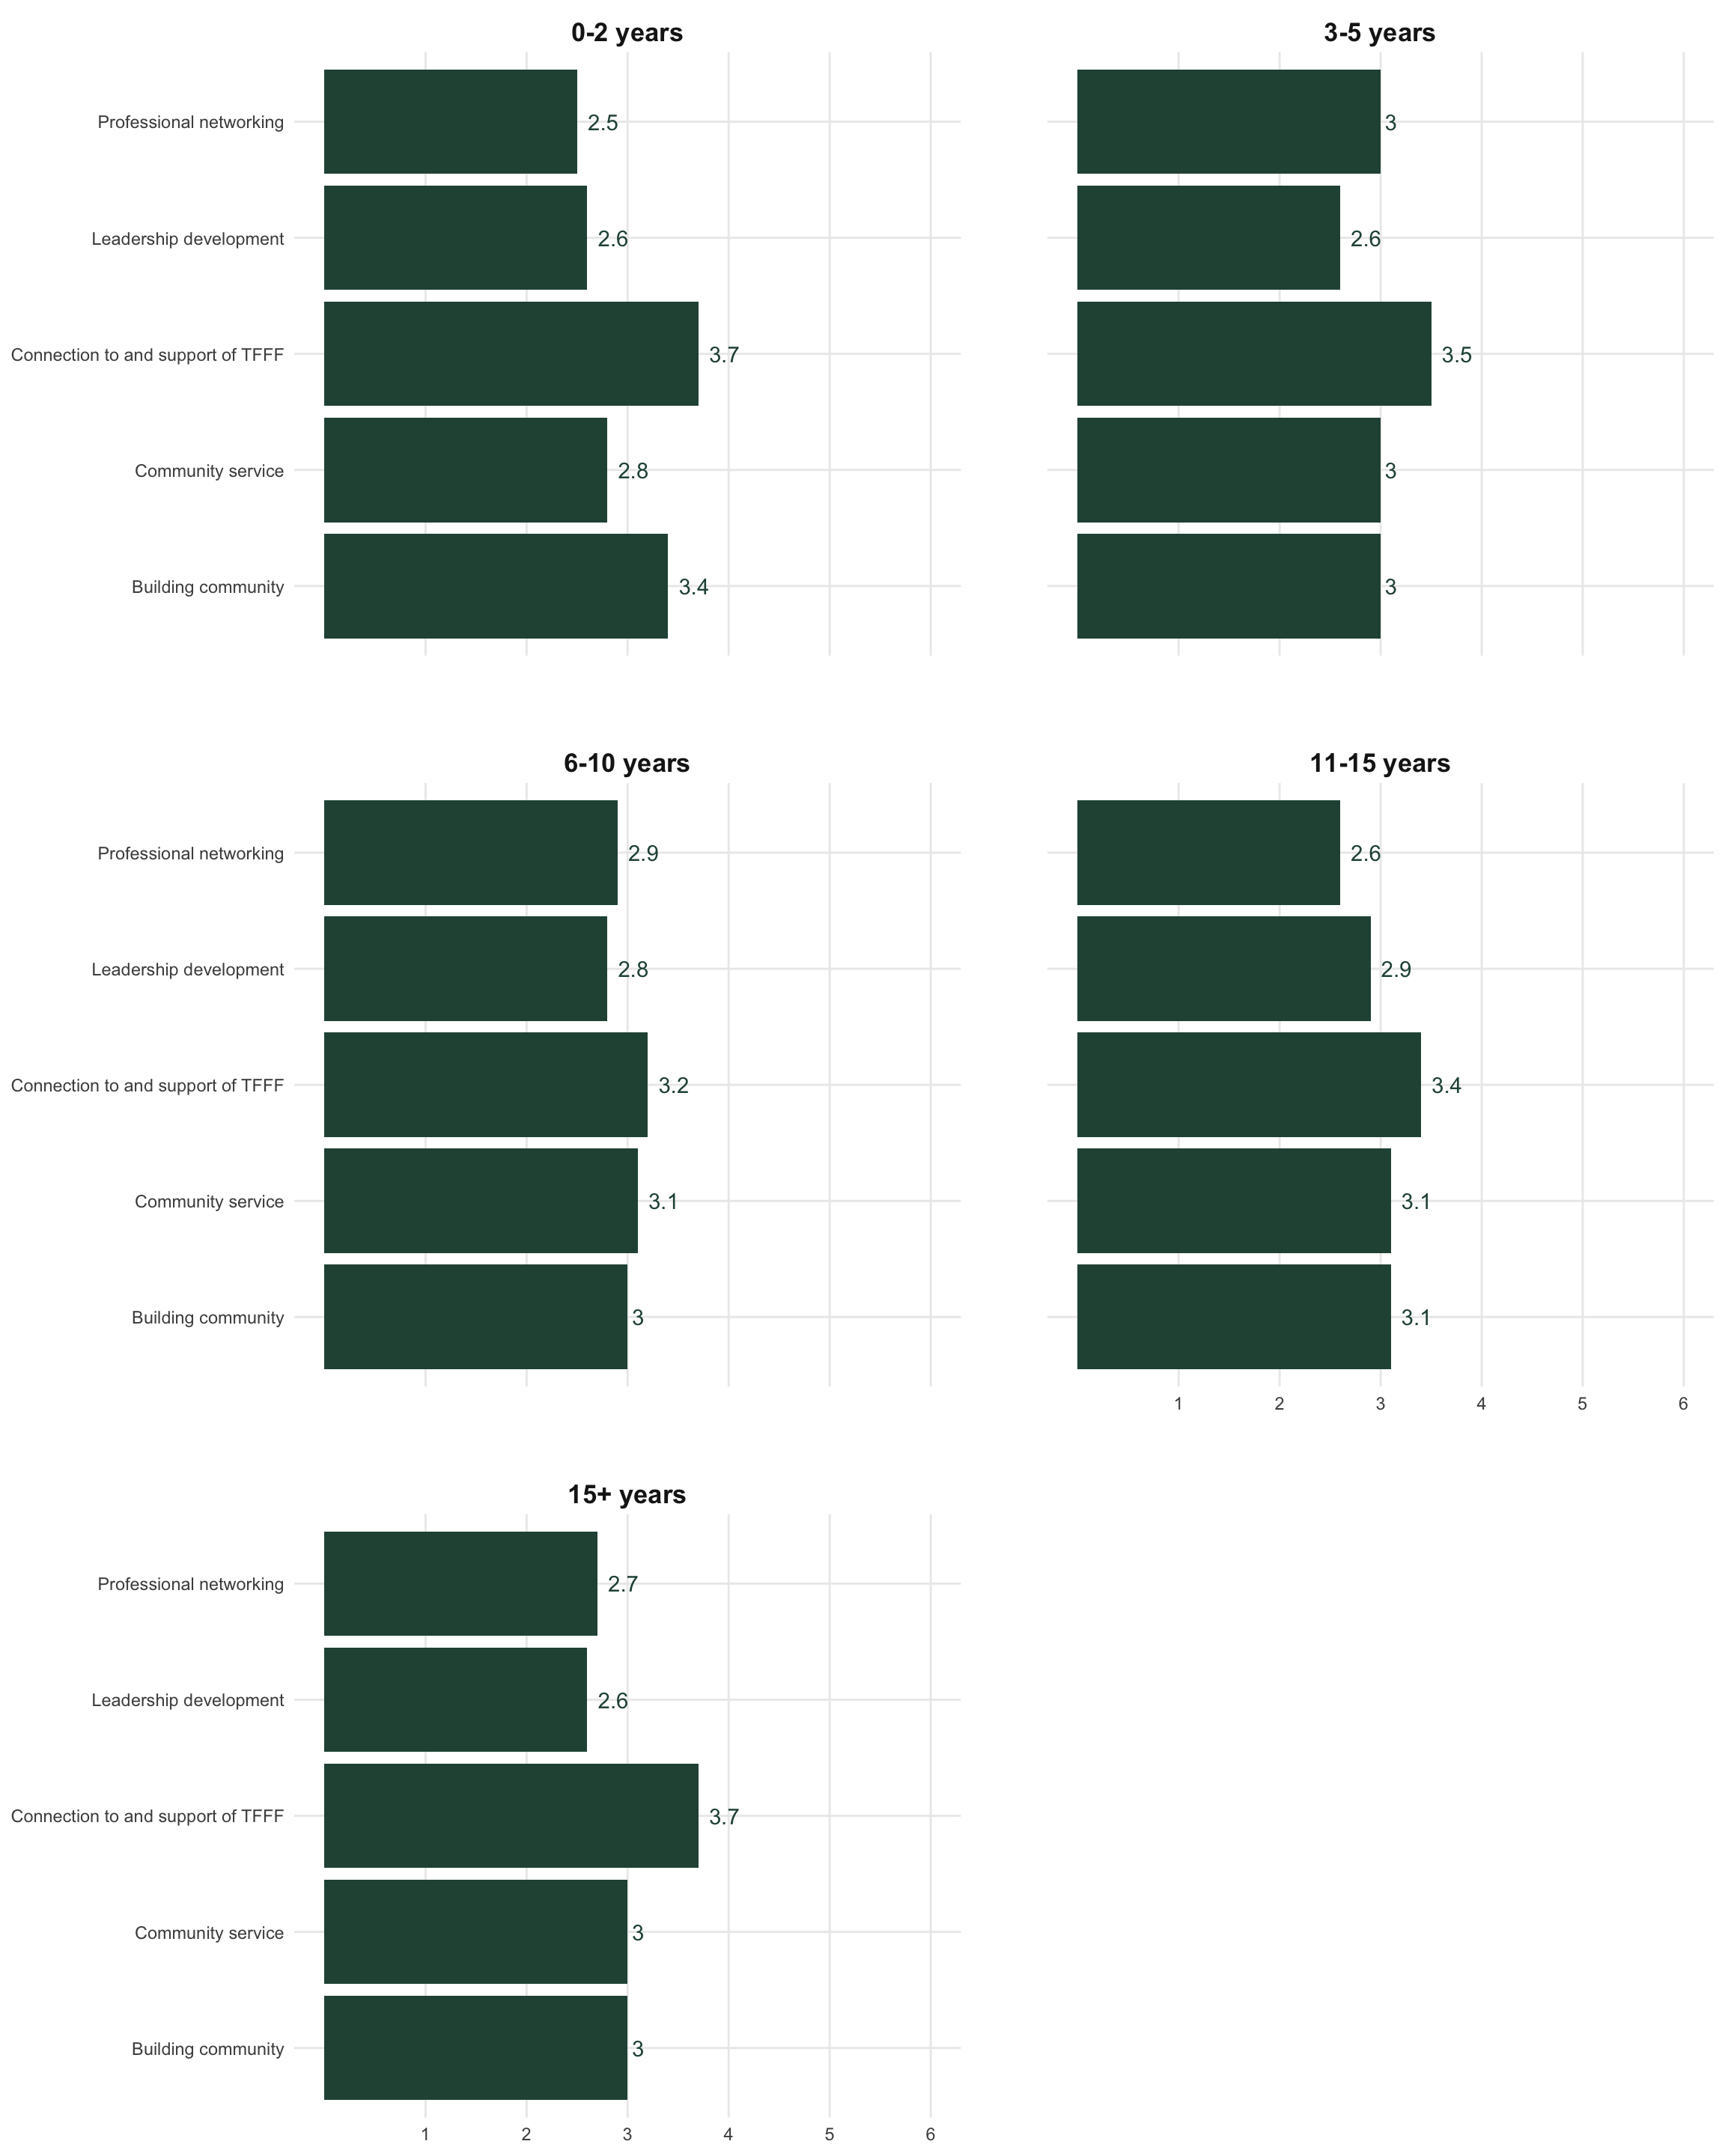 0-2 years
3-5 years
Professional networking 2.5 3
Leadership development 2.6 2.6
Connection to and support of TFFF 3.7 3.5
Community service 2.8 3
Building community 3.4 3
6-10 years
11-15 years
Professional networking 2.9 2.6
Leadership development 2.8 2.9
Connection to and support of TFFF 3.2 3.4
Community service 3.1 3.1
Building community 3 3.1
1 2 3 4 5 6
15+ years
Professional networking 2.7
Leadership development 2.6
Connection to and support of TFFF 3.7
Community service 3
Building community 3
1 2 3 4 5 6